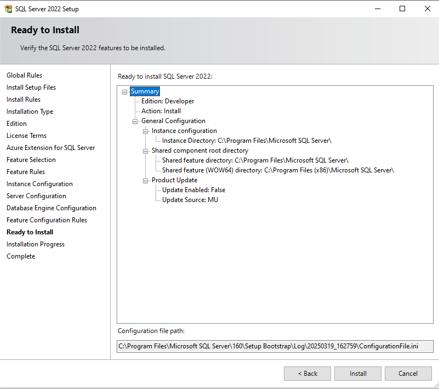 SQL Server 2022 Setup
Ready to Install
Verify the SQL Server 2022 features to be installed.
Global Rules
Install Setup Files
Install Rules
Installation Type
Edition
License Terms
Azure Extension for SQL Server
Feature Selection
Feature Rules
Instance Configuration
Server Configuration
Database Engine Configuration
Feature Configuration Rules
Ready to Install
Installation Progress
Complete
Ready to install SQL Server 2022:
Summary
Edition: Developer
Action: Install
General Configuration
Instance configuration
Instance Directory: C:\Program Files\Microsoft SQL Server\
Shared component root directory
Shared feature directory: C:\Program Files\Microsoft SQL Server\
Shared feature (WOW64) directory: C:\Program Files (x86)\Microsoft SQL Server\
Product Update
Update Enabled: False
Update Source: MU
Configuration file path:
C:\Program Files\Microsoft SQL Server\160\Setup Bootstrap\Log\20250319_162759\ConfigurationFile.ini
< Back
Install
Cancel